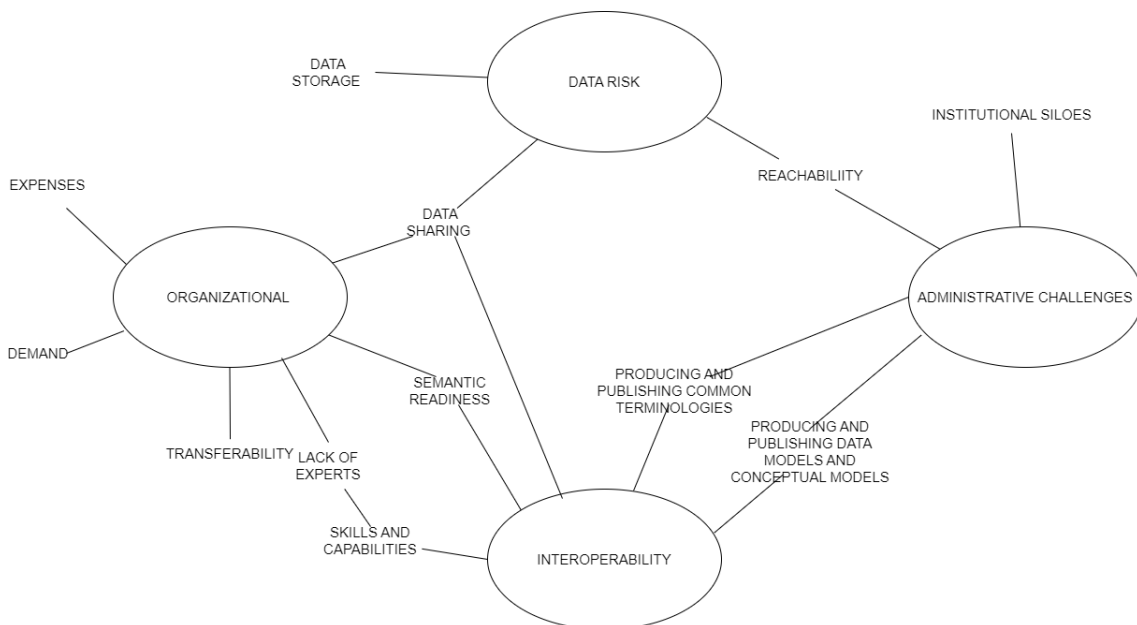 DATA
STORAGE
DATA RISK
INSTITUTIONAL SILOES
REACHABILIITY
EXPENSES
DATA
SHARING
ORGANIZATIONAL
ADMINISTRATIVE CHALLENGES
DEMAND
SEMANTIC
READINESS
PRODUCING AND
PUBLISHING COMMON
TERMINOLOGIES
PRODUCING AND
PUBLISHING DATA
MODELS AND
CONCEPTUAL MODELS
TRANSFERABILITY
LACK OF
EXPERTS
SKILLS AND
CAPABILITIES
INTEROPERABILITY